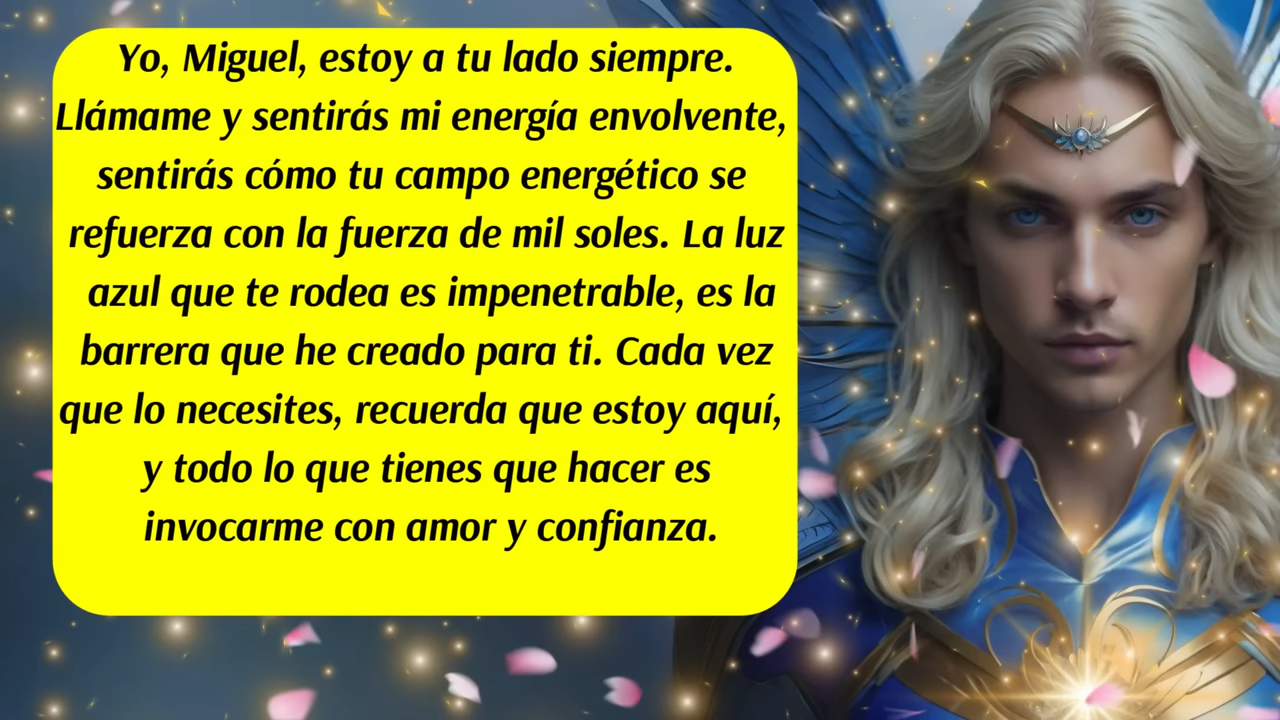 Yo, Miguel, estoy a tu lado siempre.
Llámame y sentirás mi energía envolvente,
sentirás cómo tu campo energético se
refuerza con la fuerza de mil soles. La luz
azul que te rodea es impenetrable, es la
barrera que he creado para ti. Cada vez
que lo necesites, recuerda que estoy aquí,
y todo lo que tienes que hacer es
invocarme con amor y confianza.